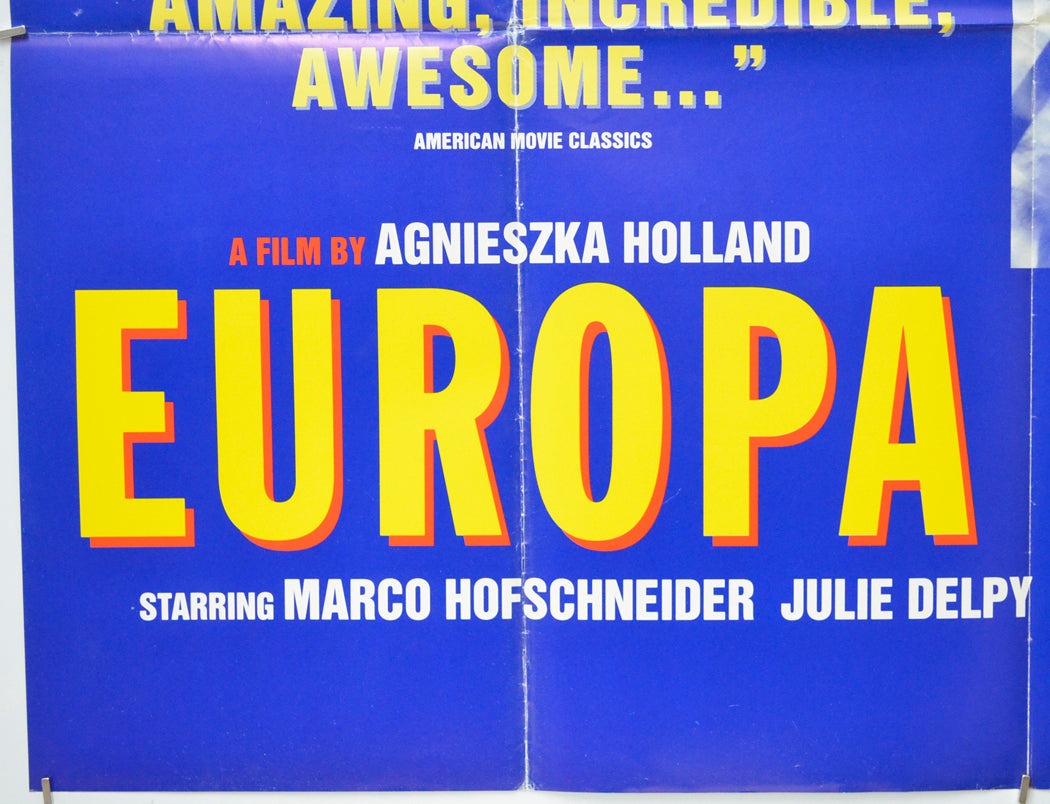 AMAZING, INCREDIBLE,
AWESOME..."
AMERICAN MOVIE CLASSICS
A FILM BY AGNIESZKA HOLLAND
EUROPA
STARRING MARCO HOFSCHNEIDER JULIE DELPY